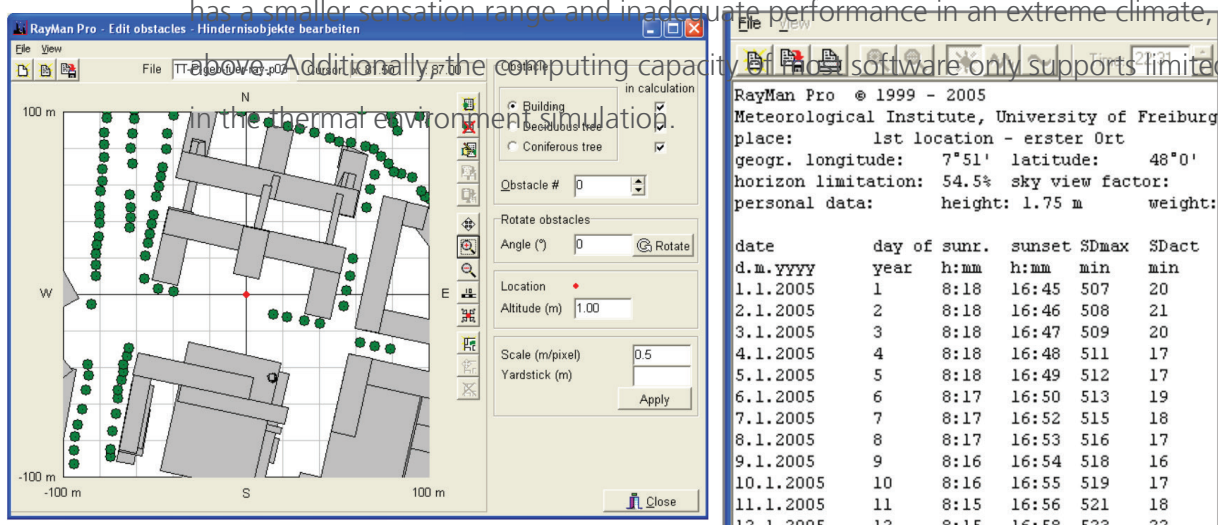 has a smaller sensation range and inadequate performance in an extreme climate,
above. Additionally, the computing capacity of most software only supports limited
in the thermal environment simulation.
RayMan Pro - Edit obstacles - Hindernisobjekte bearbeiten
File View
File
Obstacle
in calculation
Building
Deciduous tree
Coniferous tree
Obstacle # 0
Rotate obstacles
Angle (°) 0 Rotate
Location
Altitude (m) 1.00
Scale (m/pixel) 0.5
Yardstick (m)
Apply
Close
N
100 m
W
E
-100 m
-100 m S 100 m
File View
RayMan Pro © 1999 - 2005
Meteorological Institute, University of Freiburg
place: 1st location - erster Ort
geogr. longitude: 7°51' latitude: 48°0'
horizon limitation: 54.5% sky view factor:
personal data: height: 1.75 m weight:
date day of sunr. sunset SDmax SDact
d.m.yyyy year h:mm h:mm min min
1.1.2005 1 8:18 16:45 507 20
2.1.2005 2 8:18 16:46 508 21
3.1.2005 3 8:18 16:47 509 20
4.1.2005 4 8:18 16:48 511 17
5.1.2005 5 8:18 16:49 512 17
6.1.2005 6 8:17 16:50 513 19
7.1.2005 7 8:17 16:52 515 18
8.1.2005 8 8:17 16:53 516 17
9.1.2005 9 8:16 16:54 518 16
10.1.2005 10 8:16 16:55 519 17
11.1.2005 11 8:15 16:56 521 18